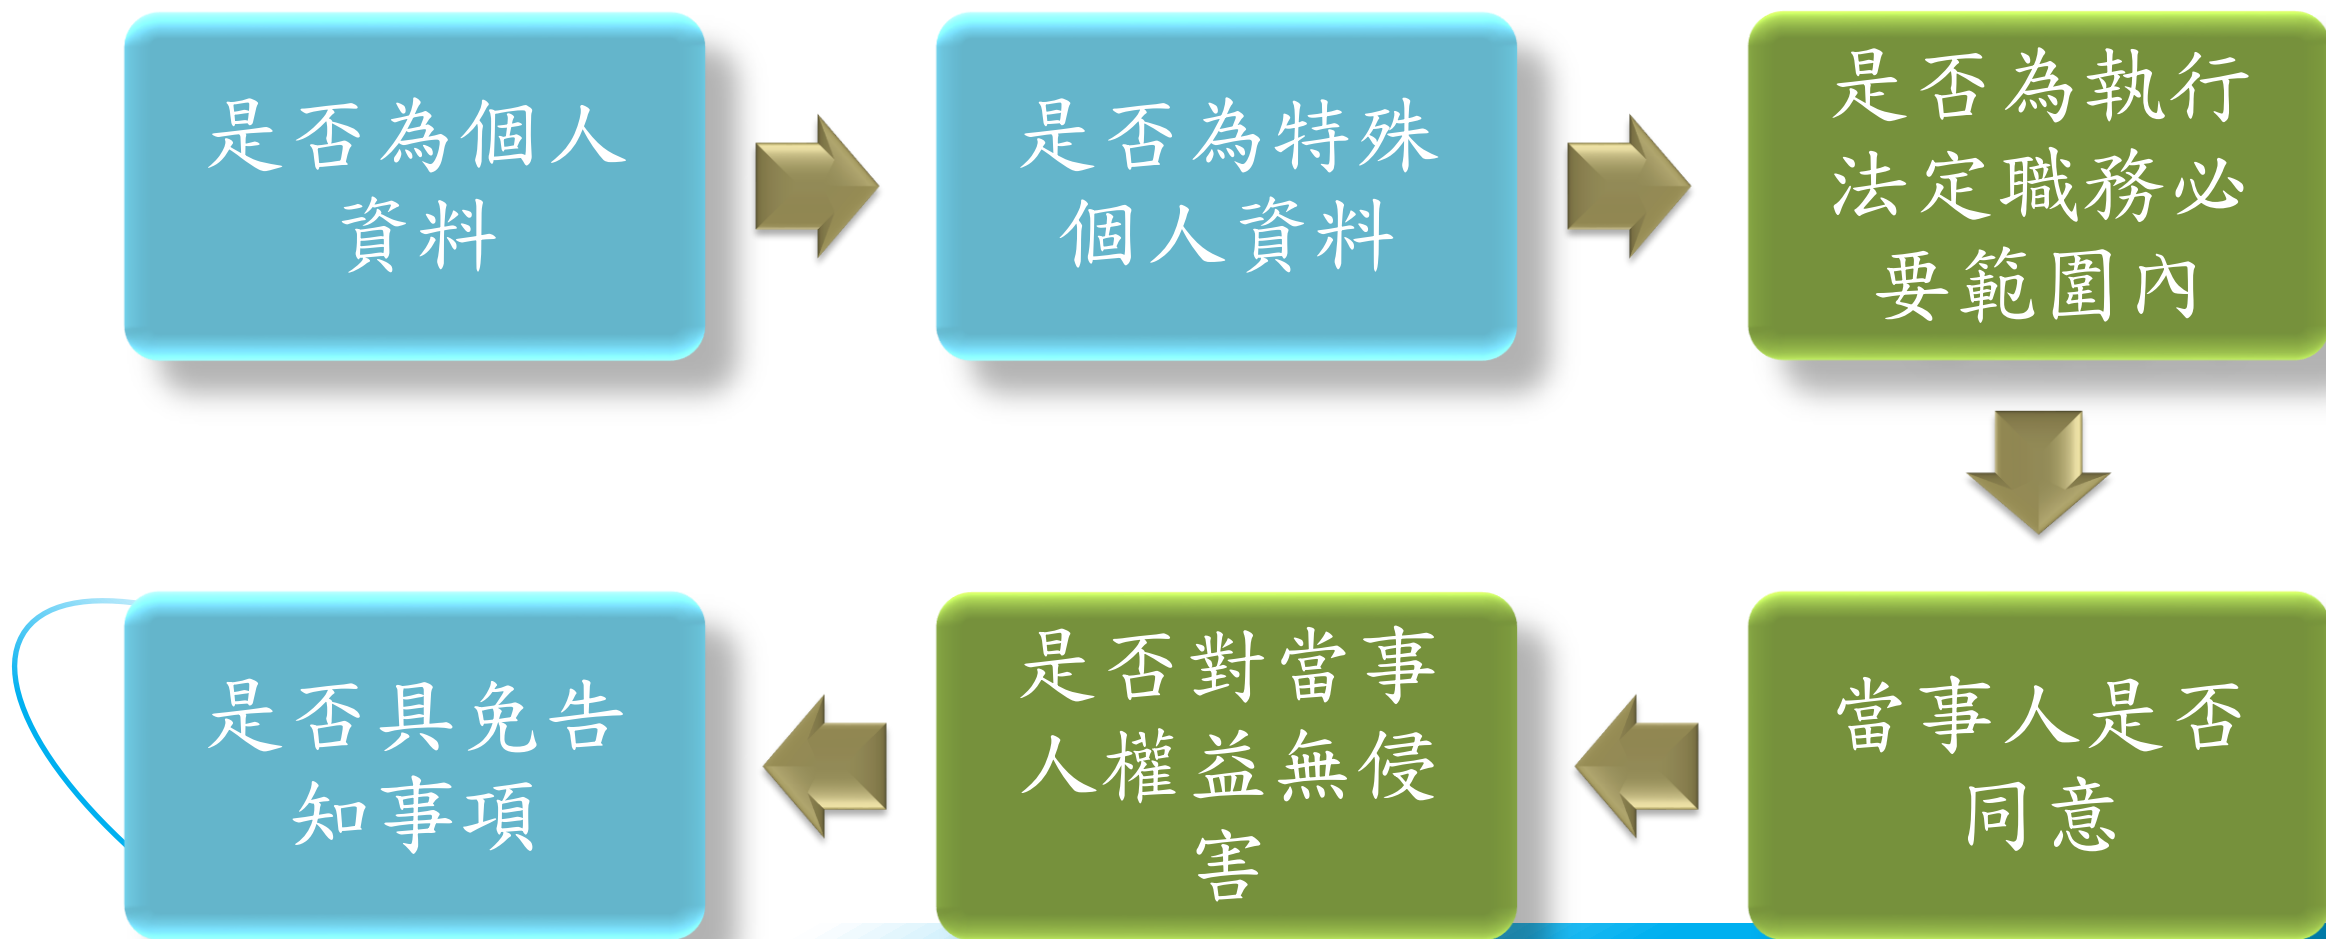 是否為個人
資料
是否為特殊
個人資料
是否為執行
法定職務必
要範圍內
當事人是否
同意
是否對當事
人權益無侵
害
是否具免告
知事項